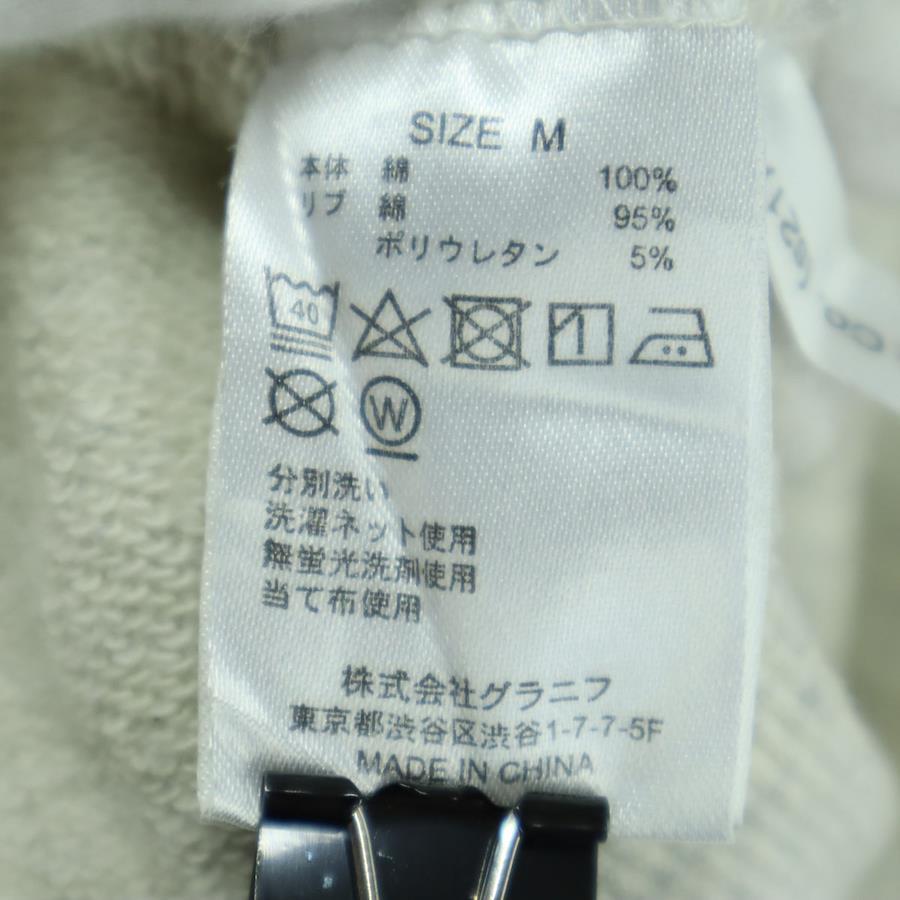 SIZE M
本体 綿 100%
リブ 綿 95%
ポリウレタン 5%
40
W
分別洗い
洗濯ネット使用
無蛍光洗剤使用
当て布使用
株式会社グラニフ
東京都渋谷区渋谷1-7-7-5F
MADE IN CHINA